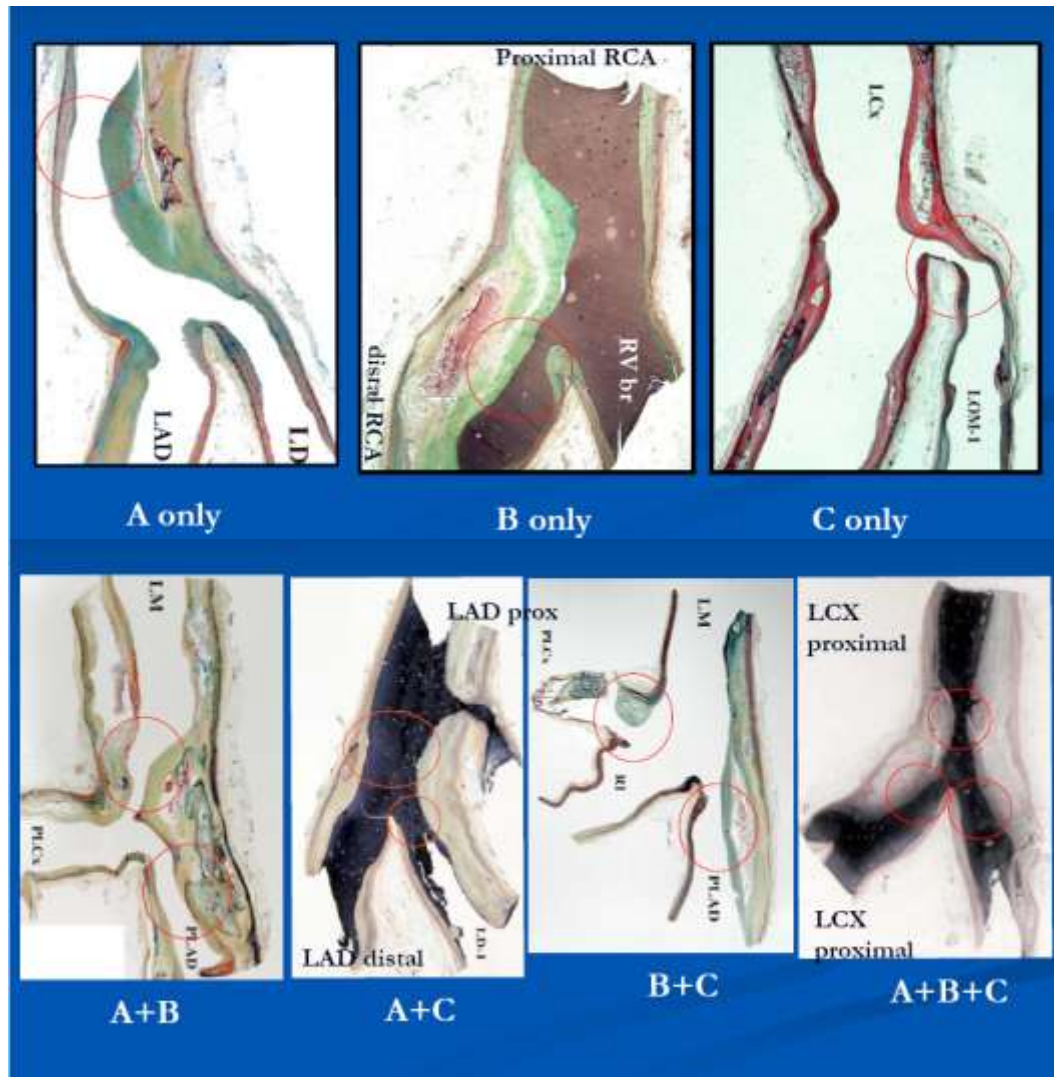 Proximal RCA
RV br
disral RCA
LAD
LD
LCx
LOM-1
A only
B only
C only
LM
PLCx
PLAD
LAD prox
LD-1
LAD distal
LM
PLCx
RI
PLAD
LCX
proximal
LCX
proximal
A+B
A+C
B+C
A+B+C